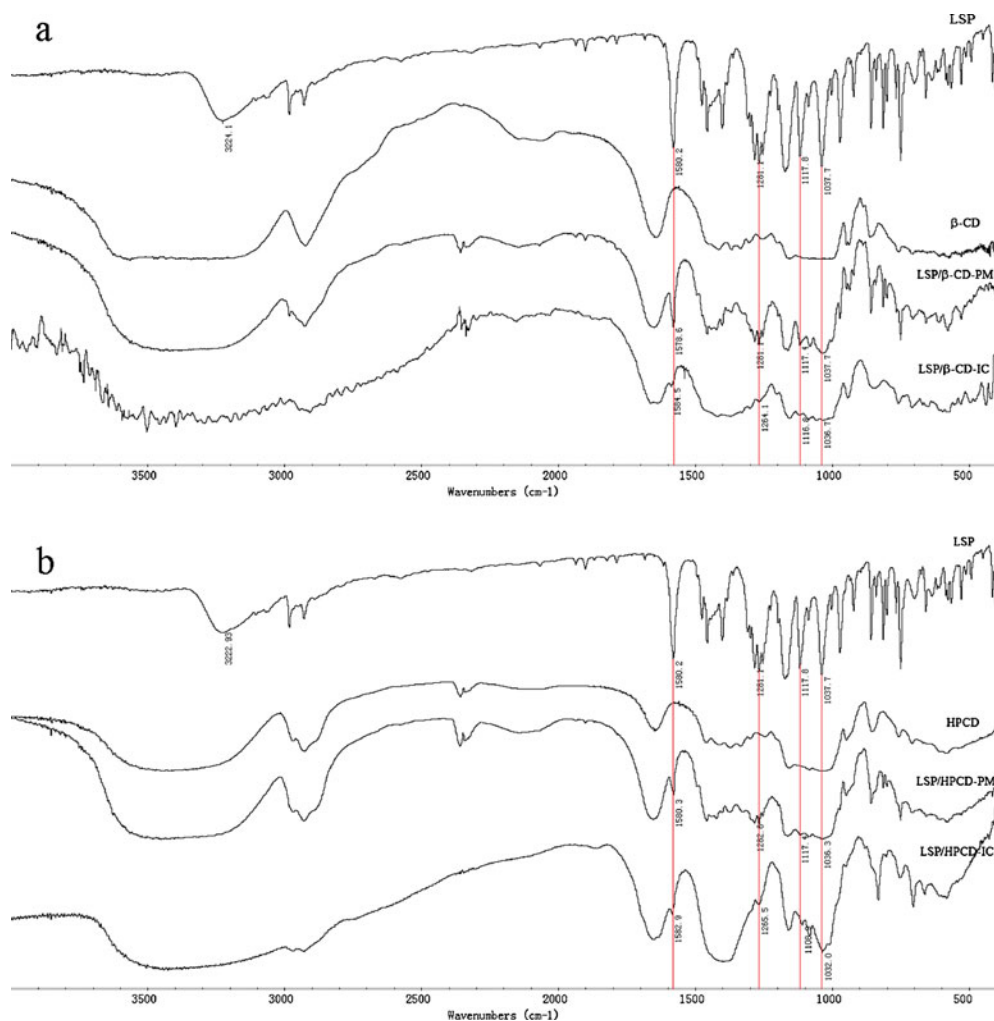 a
LSP
3224.1
1580.2
1261.1
1117.8
1037.7
β-CD
LSP/β-CD-PM
1578.6
1261.1
1117.4
1037.7
LSP/β-CD-IC
1584.5
1264.1
1116.8
1036.7
3500 3000 2500 2000 1500 1000 500
Wavenumbers (cm-1)
b
LSP
3222.93
1580.2
1261.1
1117.8
1037.7
HPCD
LSP/HPCD-PM
1580.3
1036.3
LSP/HPCD-IC
1582.9
1265.5
1032.0
3500 3000 2500 2000 1500 1000 500
Wavenumbers (cm-1)